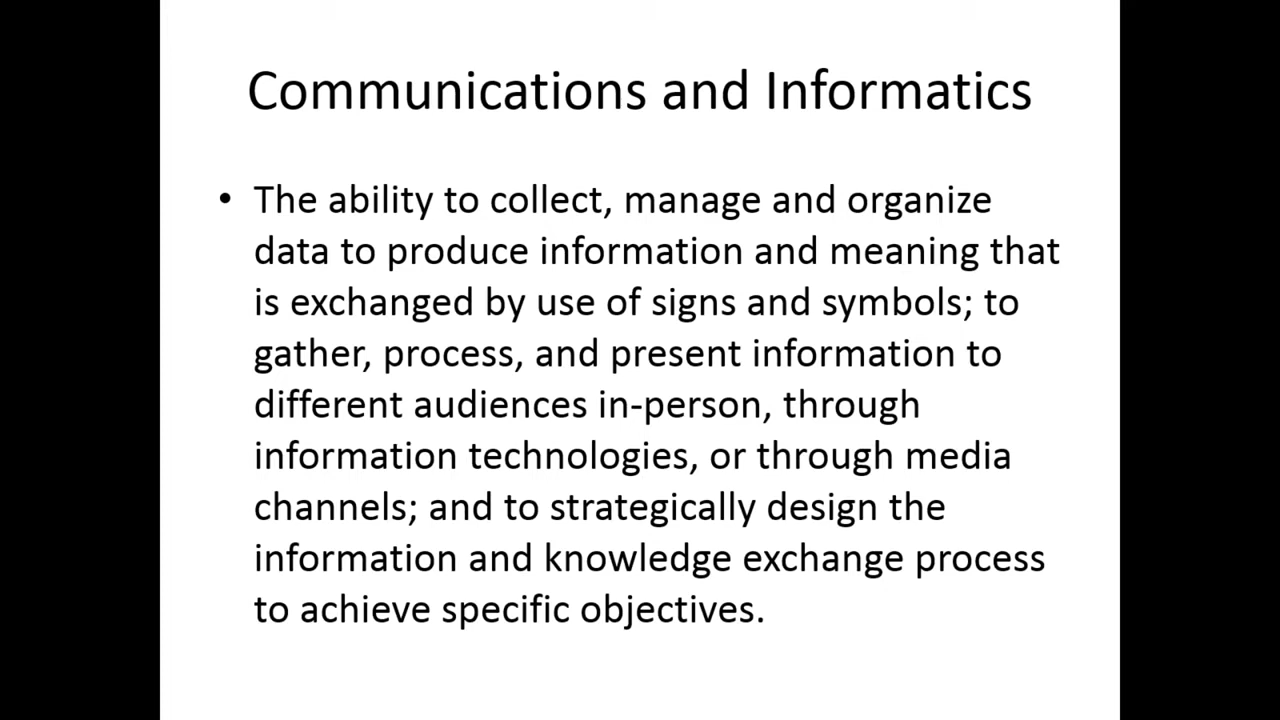 Communications and Informatics
• The ability to collect, manage and organize
data to produce information and meaning that
is exchanged by use of signs and symbols; to
gather, process, and present information to
different audiences in-person, through
information technologies, or through media
channels; and to strategically design the
information and knowledge exchange process
to achieve specific objectives.